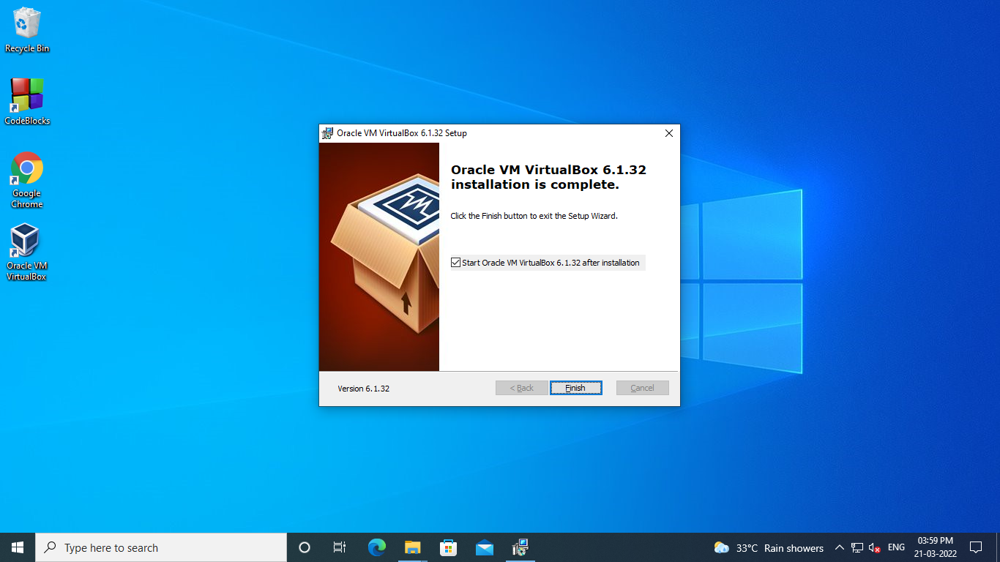 Recycle Bin
CodeBlocks
Google
Chrome
Oracle VM
VirtualBox
Oracle VM VirtualBox 6.1.32 Setup
Oracle VM VirtualBox 6.1.32
installation is complete.
Click the Finish button to exit the Setup Wizard.
Start Oracle VM VirtualBox 6.1.32 after installation
Version 6.1.32
< Back
Finish
Cancel
Type here to search
33°C Rain showers
ENG
03:59 PM
21-03-2022